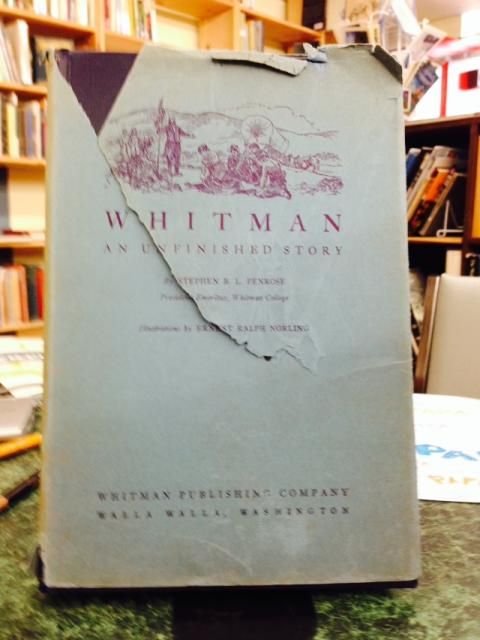 WHITMAN
AN UNFINISHED STORY
By STEPHEN B. L. PENROSE
President Emeritus, Whitman College
Illustrations by ERNEST RALPH NORLING
WHITMAN PUBLISHING COMPANY
WALLA WALLA, WASHINGTON